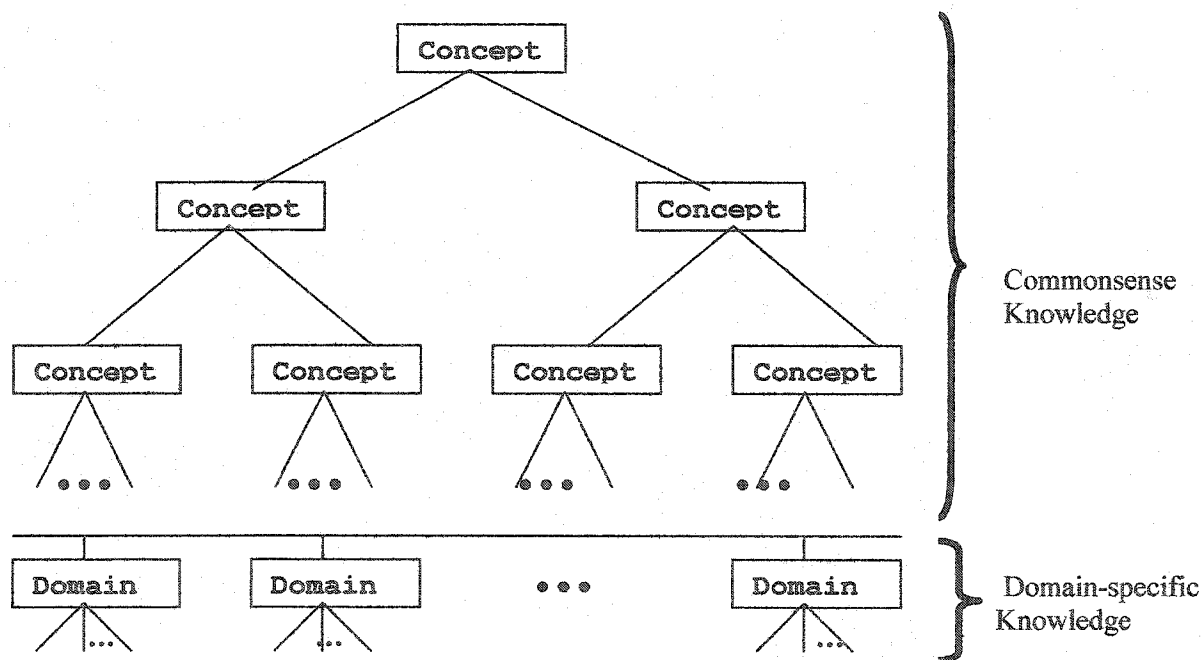 Concept
Concept Concept
Commonsense
Knowledge
Concept Concept Concept Concept
Domain Domain ... Domain
Domain-specific
Knowledge